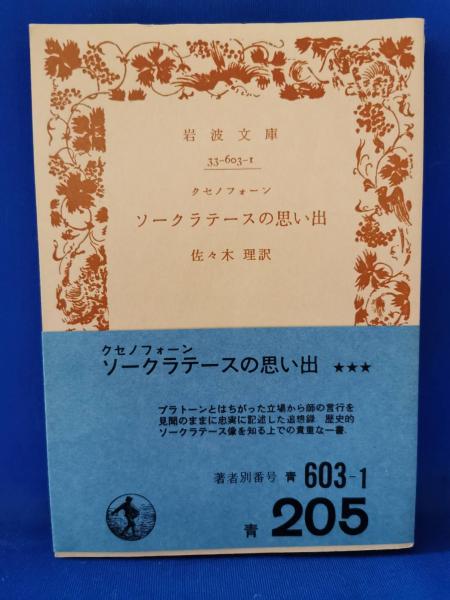 岩波文庫
33-603-1
クセノフォーン
ソークラテースの思い出
佐々木 理訳
クセノフォーン
ソークラテースの思い出 ★★★
プラトーンとはちがった立場から師の言行を
見聞のままに忠実に記述した追想録 歴史的
ソークラテース像を知る上での貴重な一書.
著者別番号 青 603-1
青 205